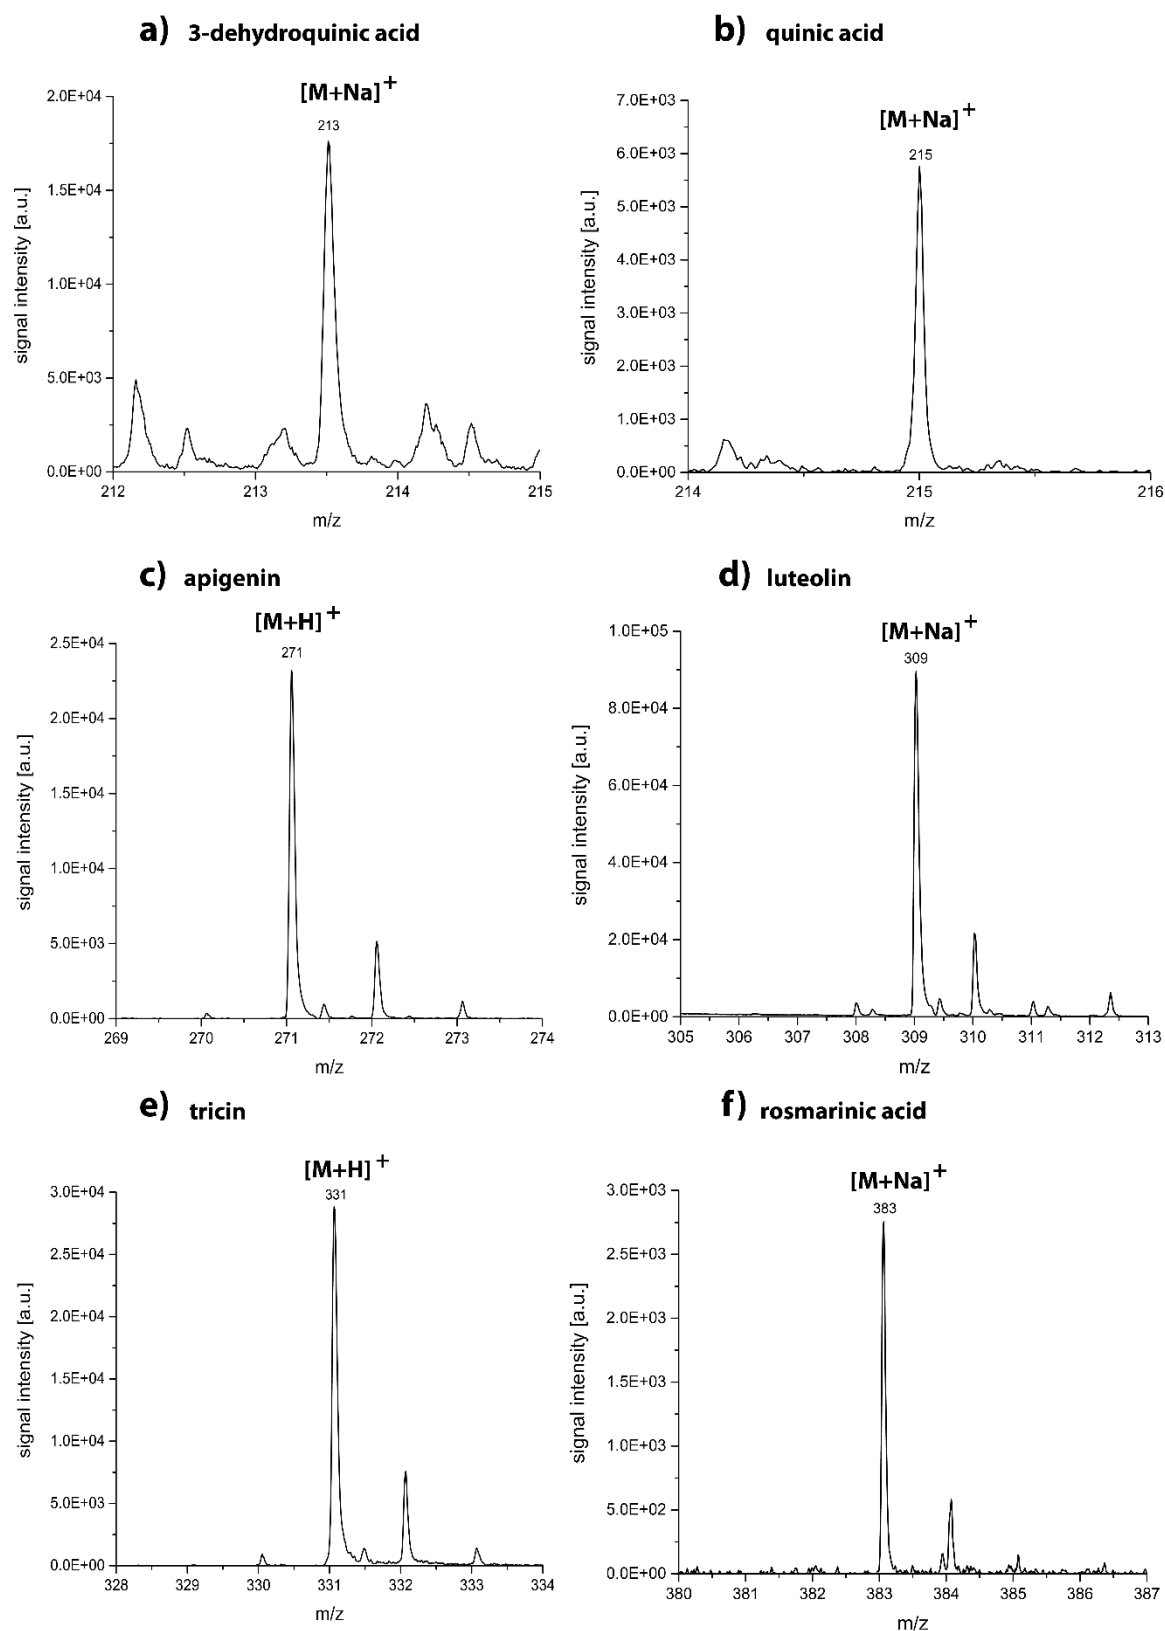 a) 3-dehydroquinic acid
[M+Na]+
213
2.0E+04
1.5E+04
1.0E+04
5.0E+03
0.0E+00
signal intensity [a.u.]
212 213 214 215
m/z
b) quinic acid
[M+Na]+
215
7.0E+03
6.0E+03
5.0E+03
4.0E+03
3.0E+03
2.0E+03
1.0E+03
0.0E+00
signal intensity [a.u.]
214 215 216
m/z
c) apigenin
[M+H]+
271
2.5E+04
2.0E+04
1.5E+04
1.0E+04
5.0E+03
0.0E+00
signal intensity [a.u.]
269 270 271 272 273 274
m/z
d) luteolin
[M+Na]+
309
1.0E+05
8.0E+04
6.0E+04
4.0E+04
2.0E+04
0.0E+00
signal intensity [a.u.]
305 306 307 308 309 310 311 312 313
m/z
e) tricin
[M+H]+
331
3.0E+04
2.5E+04
2.0E+04
1.5E+04
1.0E+04
5.0E+03
0.0E+00
signal intensity [a.u.]
328 329 330 331 332 333 334
m/z
f) rosmarinic acid
[M+Na]+
383
3.0E+03
2.5E+03
2.0E+03
1.5E+03
1.0E+03
5.0E+02
0.0E+00
signal intensity [a.u.]
380 381 382 383 384 385 386 387
m/z